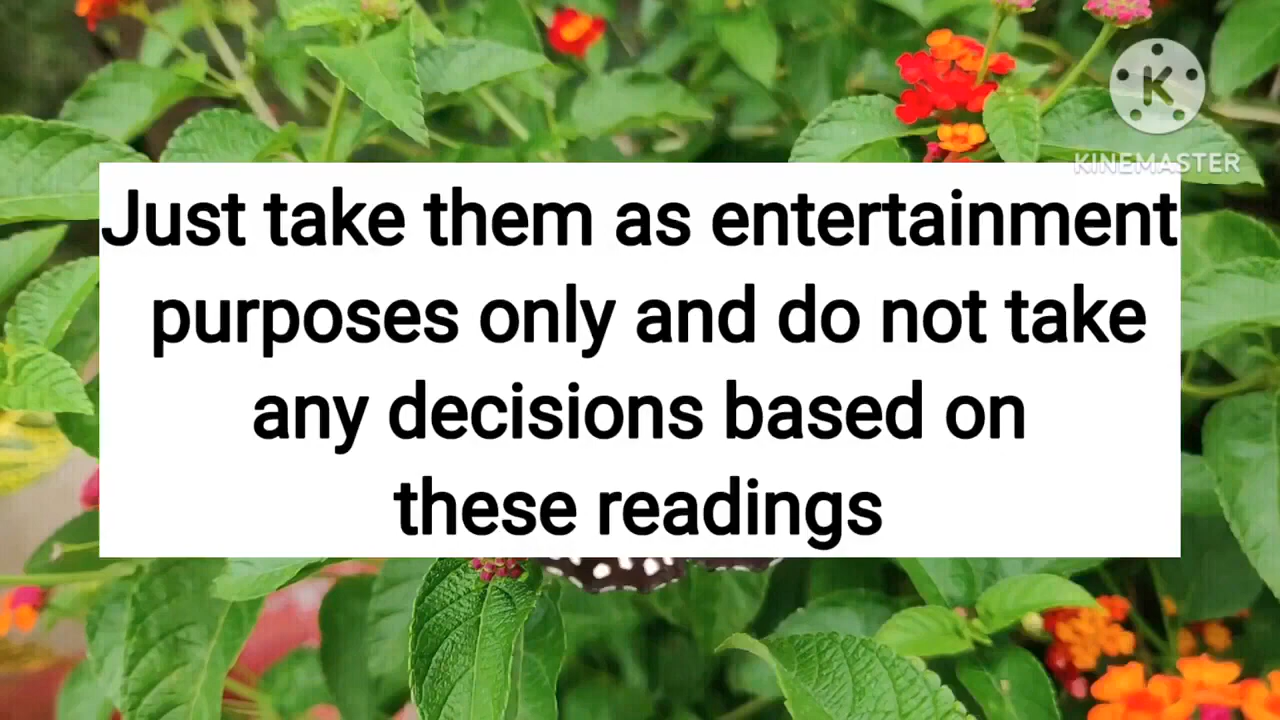 K
KINEMASTER
Just take them as entertainment
purposes only and do not take
any decisions based on
these readings